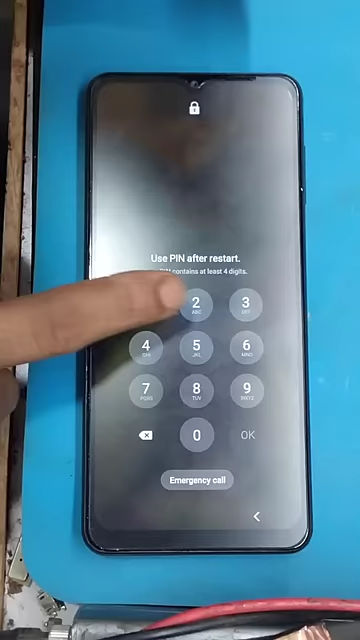 Use PIN after restart.
PIN contains at least 4 digits.
2 3
ABC DEF
4 5 6
GHI JKL MNO
7 8 9
PQRS TUV WXYZ
0 OK
Emergency call